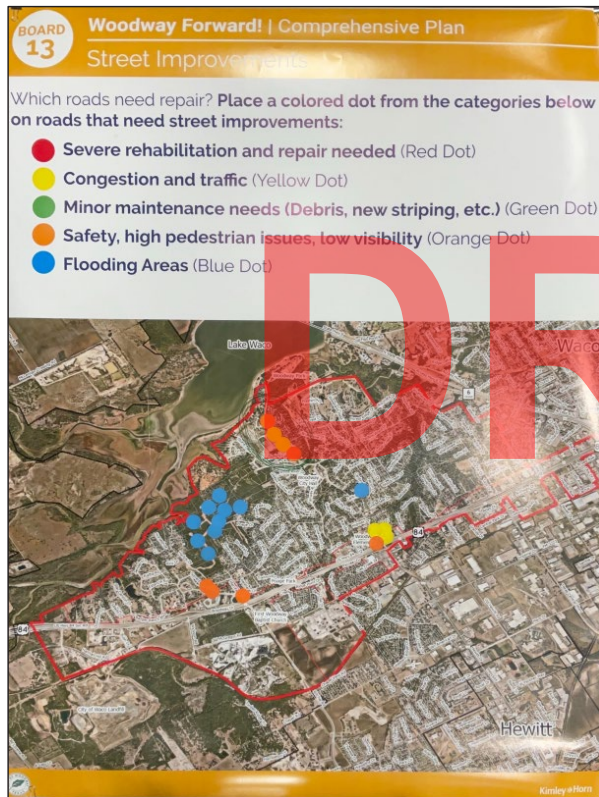 BOARD
13
Woodway Forward! | Comprehensive Plan
Street Improvements
Which roads need repair? Place a colored dot from the categories below
on roads that need street improvements:
Severe rehabilitation and repair needed (Red Dot)
Congestion and traffic (Yellow Dot)
Minor maintenance needs (Debris, new striping, etc.) (Green Dot)
Safety, high pedestrian issues, low visibility (Orange Dot)
Flooding Areas (Blue Dot)
DR
Lake Waco
Waco
Woodway
City Hall
84
84
Hewitt
Kimley»Horn